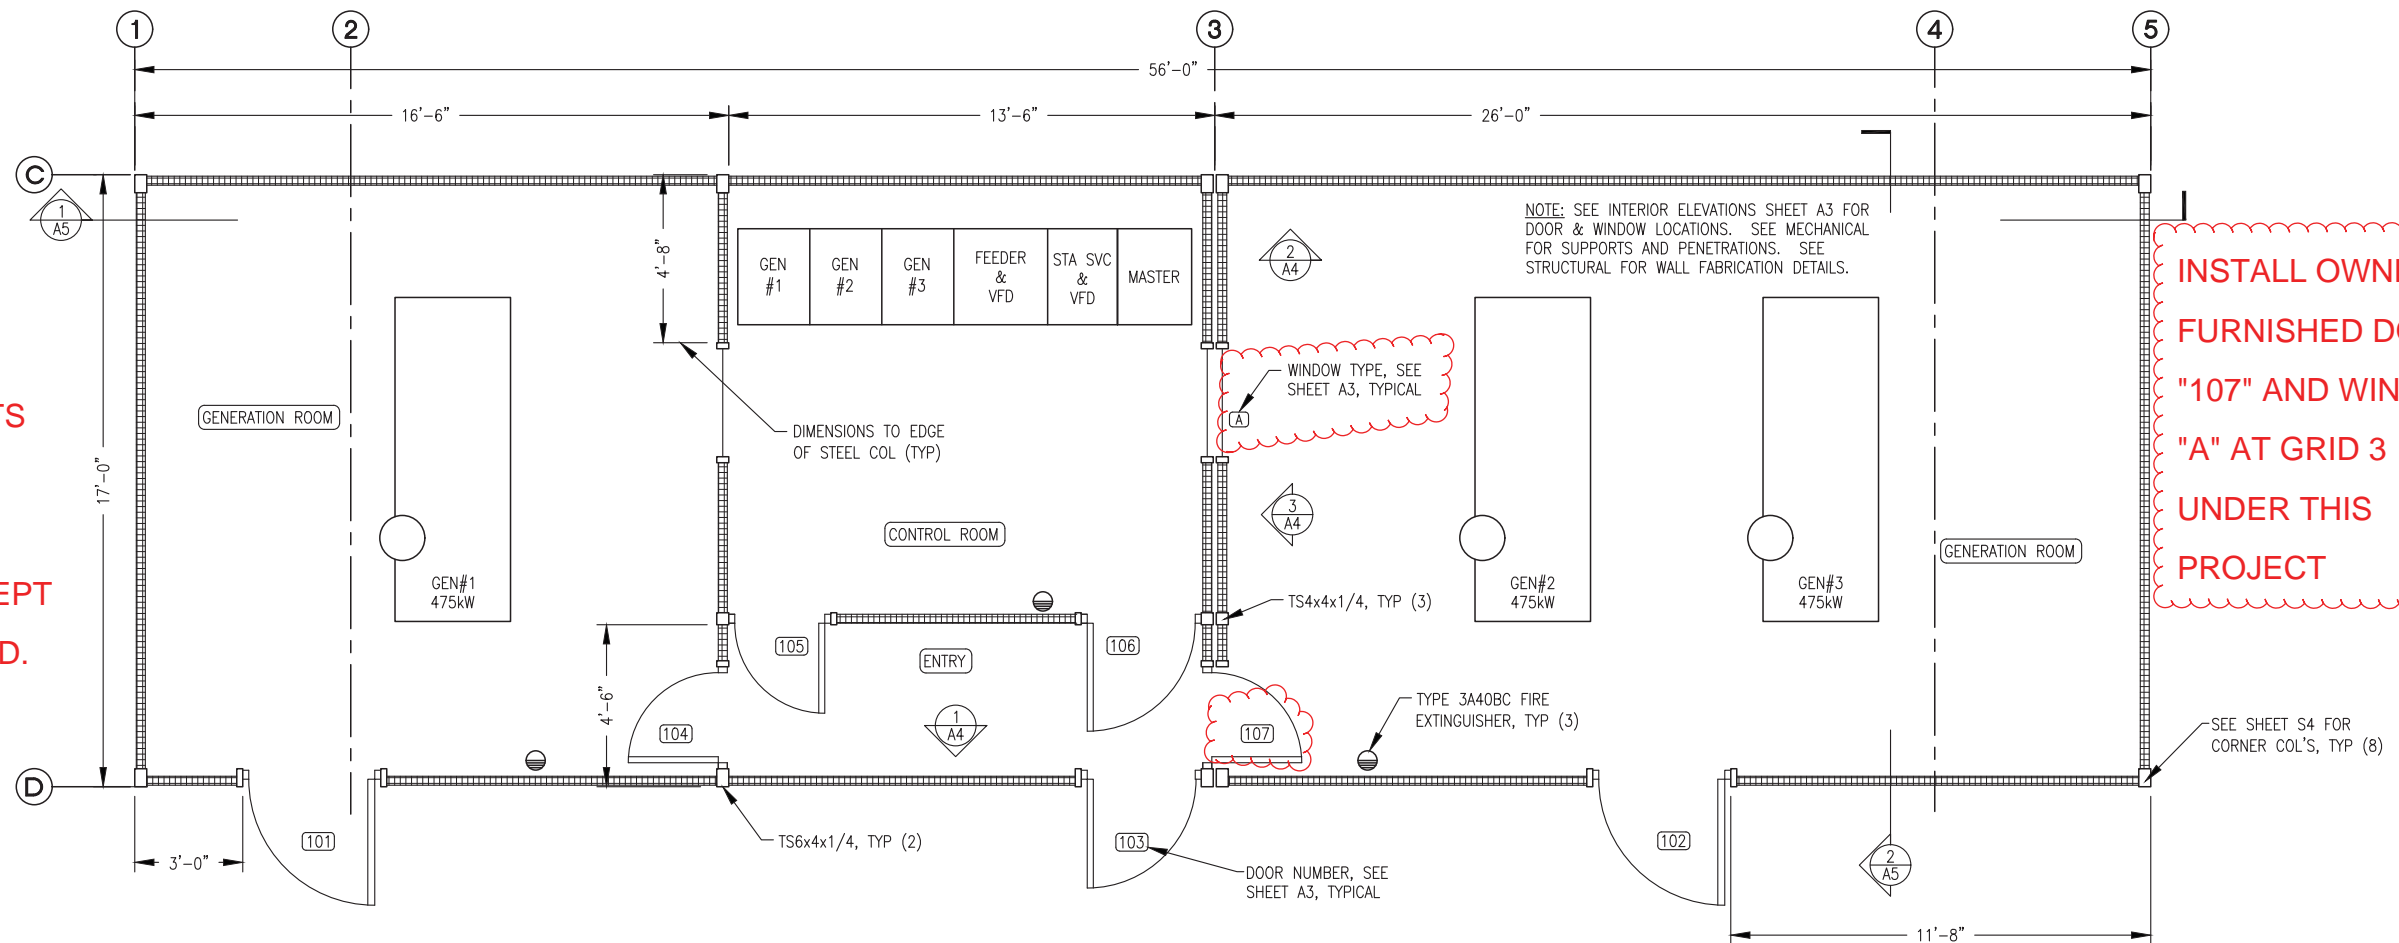 1
2
3
4
5
56'-0"
16'-6"
13'-6"
26'-0"
C
1
A5
4'-8"
17'-0"
GEN
#1
GEN
#2
GEN
#3
FEEDER
&
VFD
STA SVC
&
VFD
MASTER
2
A4
NOTE: SEE INTERIOR ELEVATIONS SHEET A3 FOR
DOOR & WINDOW LOCATIONS. SEE MECHANICAL
FOR SUPPORTS AND PENETRATIONS. SEE
STRUCTURAL FOR WALL FABRICATION DETAILS.
INSTALL OWN
FURNISHED D
"107" AND WIN
"A" AT GRID 3
UNDER THIS
PROJECT
WINDOW TYPE, SEE
SHEET A3, TYPICAL
A
TS
GENERATION ROOM
DIMENSIONS TO EDGE
OF STEEL COL (TYP)
CONTROL ROOM
3
A4
GENERATION ROOM
EPT
D.
GEN#1
475kW
GEN#2
475kW
GEN#3
475kW
TS4x4x1/4, TYP (3)
105
106
ENTRY
4'-6"
104
1
A4
107
TYPE 3A40BC FIRE
EXTINGUISHER, TYP (3)
SEE SHEET S4 FOR
CORNER COL'S, TYP (8)
D
101
TS6x4x1/4, TYP (2)
103
102
3'-0"
DOOR NUMBER, SEE
SHEET A3, TYPICAL
2
A5
11'-8"